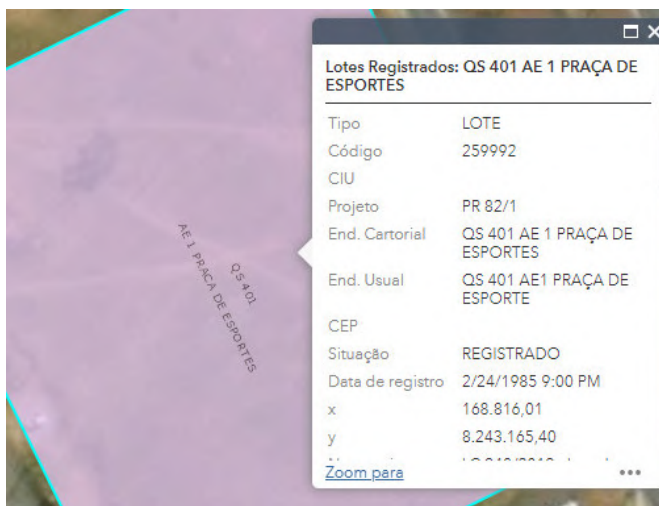 Lotes Registrados: QS 401 AE 1 PRAÇA DE
ESPORTES
Tipo LOTE
Código 259992
CIU
Projeto PR 82/1
End. Cartorial QS 401 AE 1 PRAÇA DE
ESPORTES
End. Usual QS 401 AE1 PRAÇA DE
ESPORTE
CEP
Situação REGISTRADO
Data de registro 2/24/1985 9:00 PM
x 168.816,01
y 8.243.165,40
Zoom para
QS 401
AE 1 PRACA DE ESPORTES